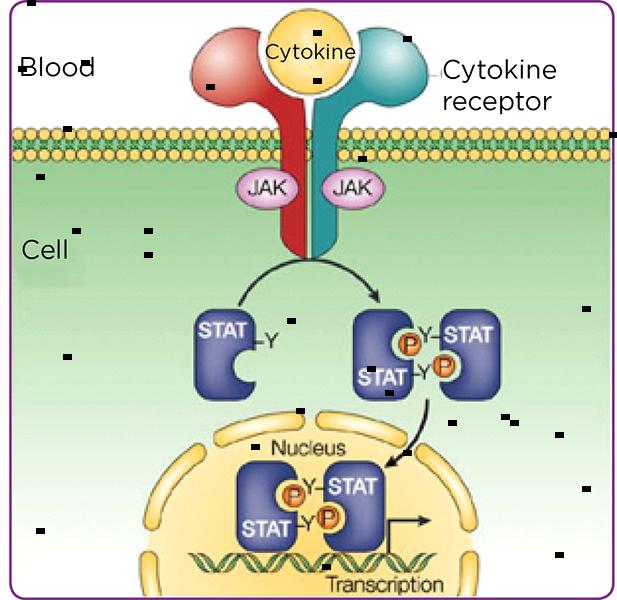 Cytokine
Blood
Cytokine
receptor
JAK
JAK
Cell
STAT
Y
P
Y
STAT
STAT
Y
P
Nucleus
P
Y
STAT
STAT
Y
P
Transcription